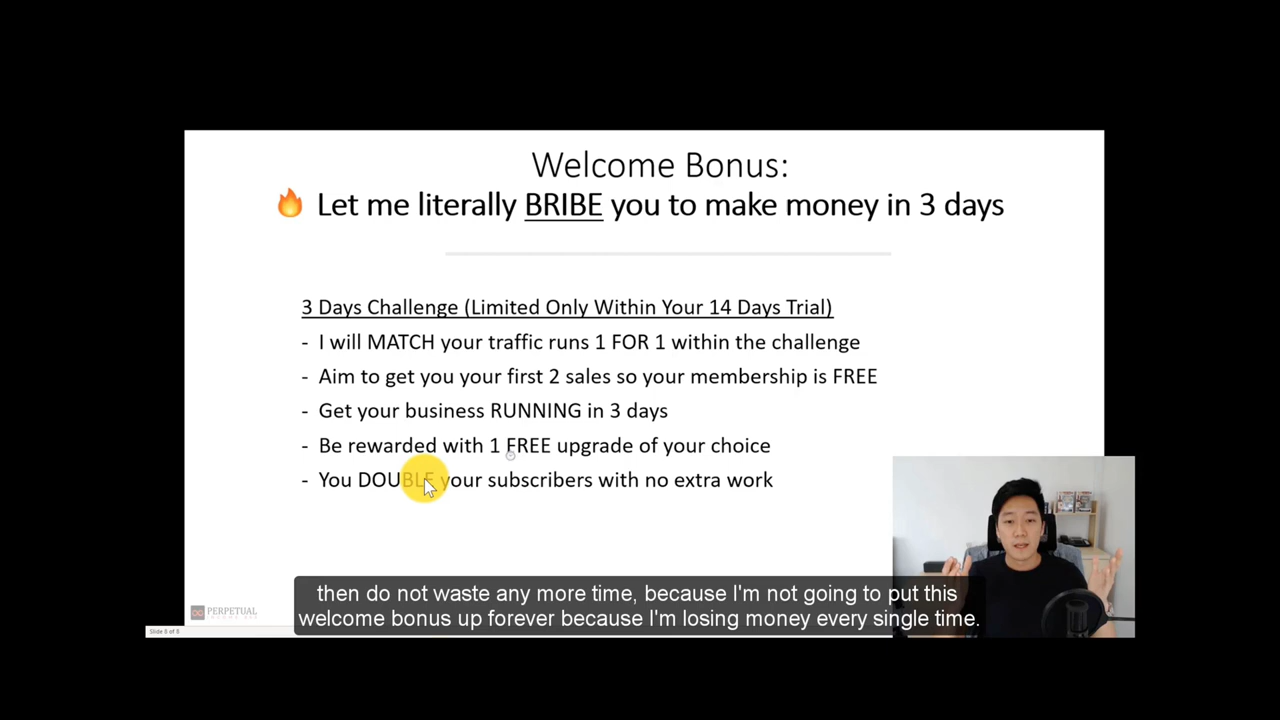 Welcome Bonus:
🔥 Let me literally BRIBE you to make money in 3 days
3 Days Challenge (Limited Only Within Your 14 Days Trial)
- I will MATCH your traffic runs 1 FOR 1 within the challenge
- Aim to get you your first 2 sales so your membership is FREE
- Get your business RUNNING in 3 days
- Be rewarded with 1 FREE upgrade of your choice
- You DOUBLE your subscribers with no extra work
then do not waste any more time, because I'm not going to put this
welcome bonus up forever because I'm losing money every single time.
PERPETUAL
Slide 8 of 8